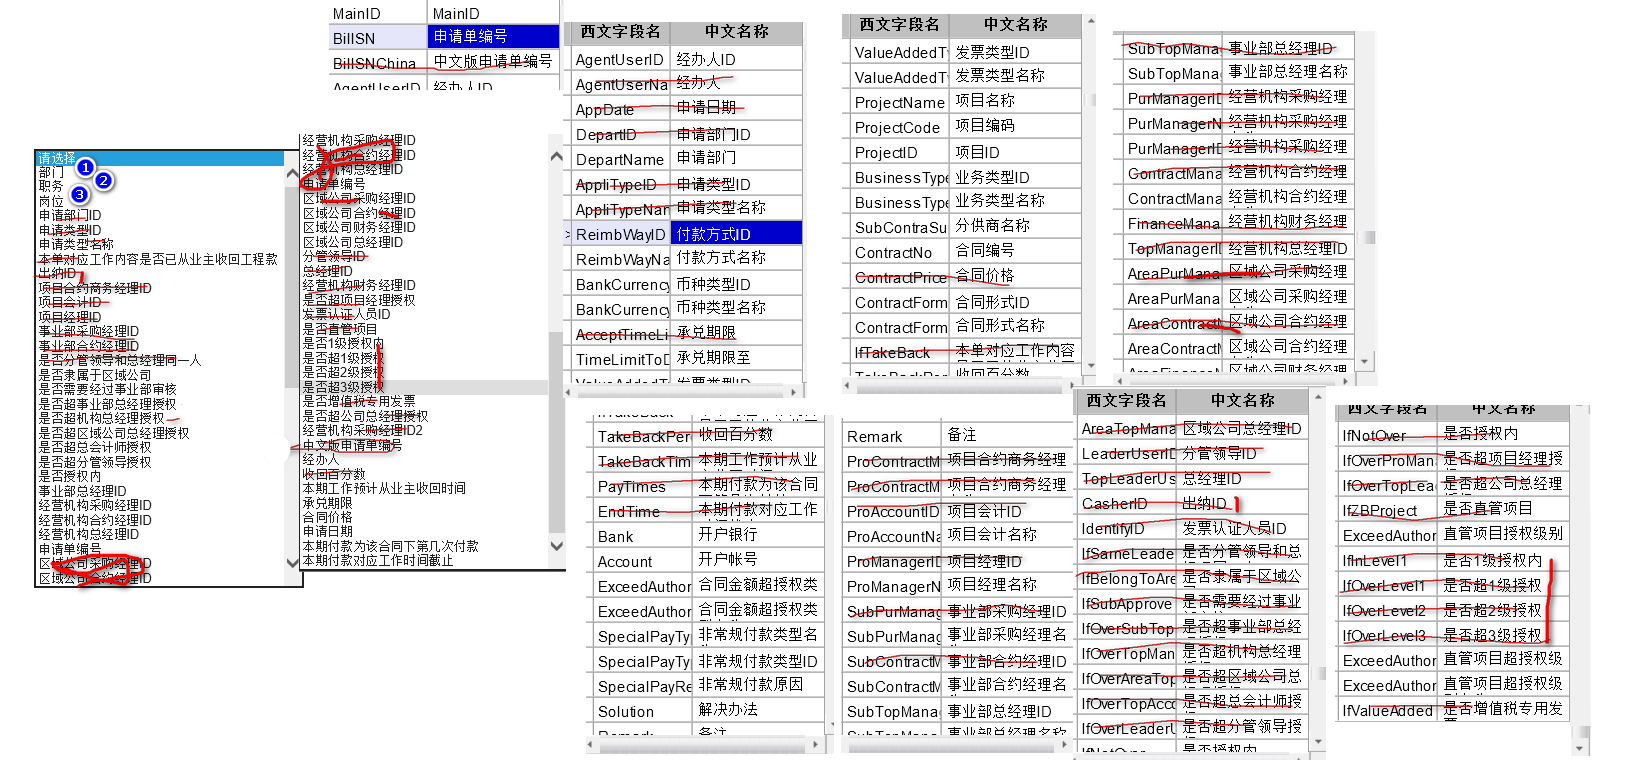 MainID MainID
BillSN 申请单编号
BillSNChina 中文版申请单编号
AgentUserID 经办人ID
请选择
部门 1
职务 2
岗位 3
申请部门ID
申请类型ID
申请类型名称
本单对应工作内容是否已从业主收回工程款
出纳ID
项目合约商务经理ID
项目会计ID
项目经理ID
事业部采购经理ID
事业部合约经理ID
是否分管领导和总经理同一人
是否隶属于区域公司
是否需要经过事业部审核
是否超事业部总经理授权
是否超机构总经理授权
是否超区域公司总经理授权
是否超总会计师授权
是否超分管领导授权
是否授权内
事业部总经理ID
经营机构采购经理ID
经营机构合约经理ID
经营机构总经理ID
申请单编号
区域公司采购经理ID
区域公司合约经理ID
经营机构采购经理ID
经营机构合约经理ID
经营机构总经理ID
申请单编号
区域公司采购经理ID
区域公司合约经理ID
区域公司财务经理ID
区域公司总经理ID
分管领导ID
总经理ID
经营机构财务经理ID
是否超项目经理授权
发票认证人员ID
是否直管项目
是否1级授权内
是否超1级授权
是否超2级授权
是否超3级授权
是否增值税专用发票
是否超公司总经理授权
经营机构采购经理ID2
中文版申请单编号
经办人
收回百分数
本期工作预计从业主收回时间
承兑期限
合同价格
申请日期
本期付款为该合同下第几次付款
本期付款对应工作时间截止
西文字段名 中文名称
AgentUserID 经办人ID
AgentUserNa 经办人
AppDate 申请日期
DepartID 申请部门ID
DepartName 申请部门
AppliTypeID 申请类型ID
AppliTypeNan 申请类型名称
> ReimbWayID 付款方式ID
ReimbWayNa 付款方式名称
BankCurrency 币种类型ID
BankCurrency 币种类型名称
AcceptTimeLi 承兑期限
TimeLimitToD 承兑期限至
ValueAddedT 发票类型ID
西文字段名 中文名称
ValueAddedT 发票类型ID
ValueAddedT 发票类型名称
ProjectName 项目名称
ProjectCode 项目编码
ProjectID 项目ID
BusinessType 业务类型ID
BusinessType 业务类型名称
SubContraSu 分供商名称
ContractNo 合同编号
ContractPrice 合同价格
ContractForm 合同形式ID
ContractForm 合同形式名称
IfTakeBack 本单对应工作内容
TakeBackPer 收回百分数
SubTopMana 事业部总经理ID
SubTopManag 事业部总经理名称
PurManagerID 经营机构采购经理
PurManagerN 经营机构采购经理
PurManagerI 经营机构采购经理
ContractMana 经营机构合约经理
ContractMana 经营机构合约经理
FinanceMana 经营机构财务经理
TopManagerID 经营机构总经理ID
AreaPurMana 区域公司采购经理
AreaPurMana 区域公司采购经理
AreaContractM 区域公司合约经理
AreaContractM 区域公司合约经理
区域公司财务经理
IfTakeBack
TakeBackPer 收回百分数
TakeBackTim 本期工作预计从业
PayTimes 本期付款为该合同
EndTime 本期付款对应工作
Bank 开户银行
Account 开户帐号
ExceedAuthor 合同金额超授权类
ExceedAuthor 合同金额超授权类
SpecialPayTy 非常规付款类型名
SpecialPayTy 非常规付款类型ID
SpecialPayRe 非常规付款原因
Solution 解决办法
Remark 备注
Remark 备注
ProContractM 项目合约商务经理
ProContractM 项目合约商务经理
ProAccountID 项目会计ID
ProAccountNa 项目会计名称
ProManagerID 项目经理ID
ProManagerN 项目经理名称
SubPurManag 事业部采购经理ID
SubPurManag 事业部采购经理名
SubContractM 事业部合约经理ID
SubContractM 事业部合约经理名
SubTopMana 事业部总经理ID
SubTopManag 事业部总经理名称
西文字段名 中文名称
AreaTopMana 区域公司总经理ID
LeaderUserID 分管领导ID
TopLeaderUs 总经理ID
CasherID 出纳ID
IdentifyID 发票认证人员ID
IfSameLeade 是否分管领导和总
IfBelongToAre 是否隶属于区域公
IfSubApprove 是否需要经过事业
IfOverSubTop 是否超事业部总经
IfOverTopMan 是否超机构总经理
IfOverAreaTop 是否超区域公司总
IfOverTopAcco 是否超总会计师授
IfOverLeaderU 是否超分管领导授
IfNotOver 是否授权内
西文字段名 中文名称
IfNotOver 是否授权内
IfOverProMan 是否超项目经理授
IfOverTopLea 是否超公司总经理
IfZBProject 是否直管项目
ExceedAuthor 直管项目授权级别
IfInLevel1 是否1级授权内
IfOverLevel1 是否超1级授权
IfOverLevel2 是否超2级授权
IfOverLevel3 是否超3级授权
ExceedAuthor 直管项目超授权级
ExceedAuthor 直管项目超授权级
IfValueAdded 是否增值税专用发